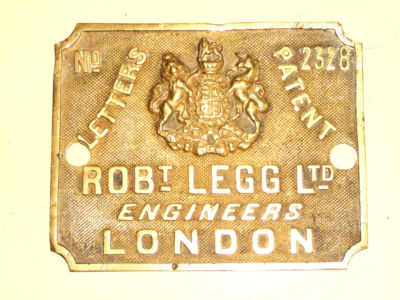 No 2328
LETTERS PATENT
ROBT LEGG LTD
ENGINEERS
LONDON